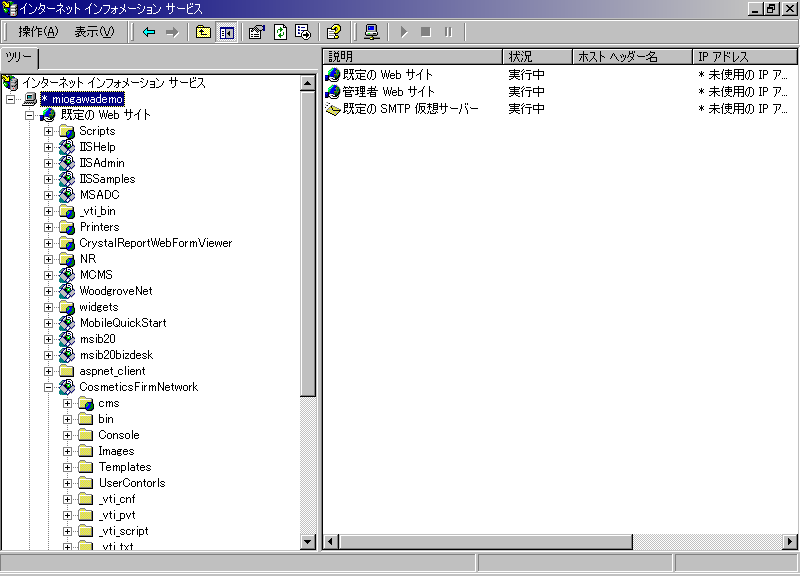 インターネット インフォメーション サービス
操作(A) 表示(V)
ツリー
インターネット インフォメーション サービス
* miogawademo
既定の Web サイト
Scripts
IISHelp
IISAdmin
IISSamples
MSADC
_vti_bin
Printers
CrystalReportWebFormViewer
NR
MCMS
WoodgroveNet
widgets
MobileQuickStart
msib20
msib20bizdesk
aspnet_client
CosmeticsFirmNetwork
cms
bin
Console
Images
Templates
UserContorls
_vti_cnf
_vti_pvt
_vti_script
_vti_txt
説明 状況 ホスト ヘッダー名 IP アドレス
既定の Web サイト 実行中 * 未使用の IP ア...
管理者 Web サイト 実行中 * 未使用の IP ア...
既定の SMTP 仮想サーバー 実行中 * 未使用の IP ア...